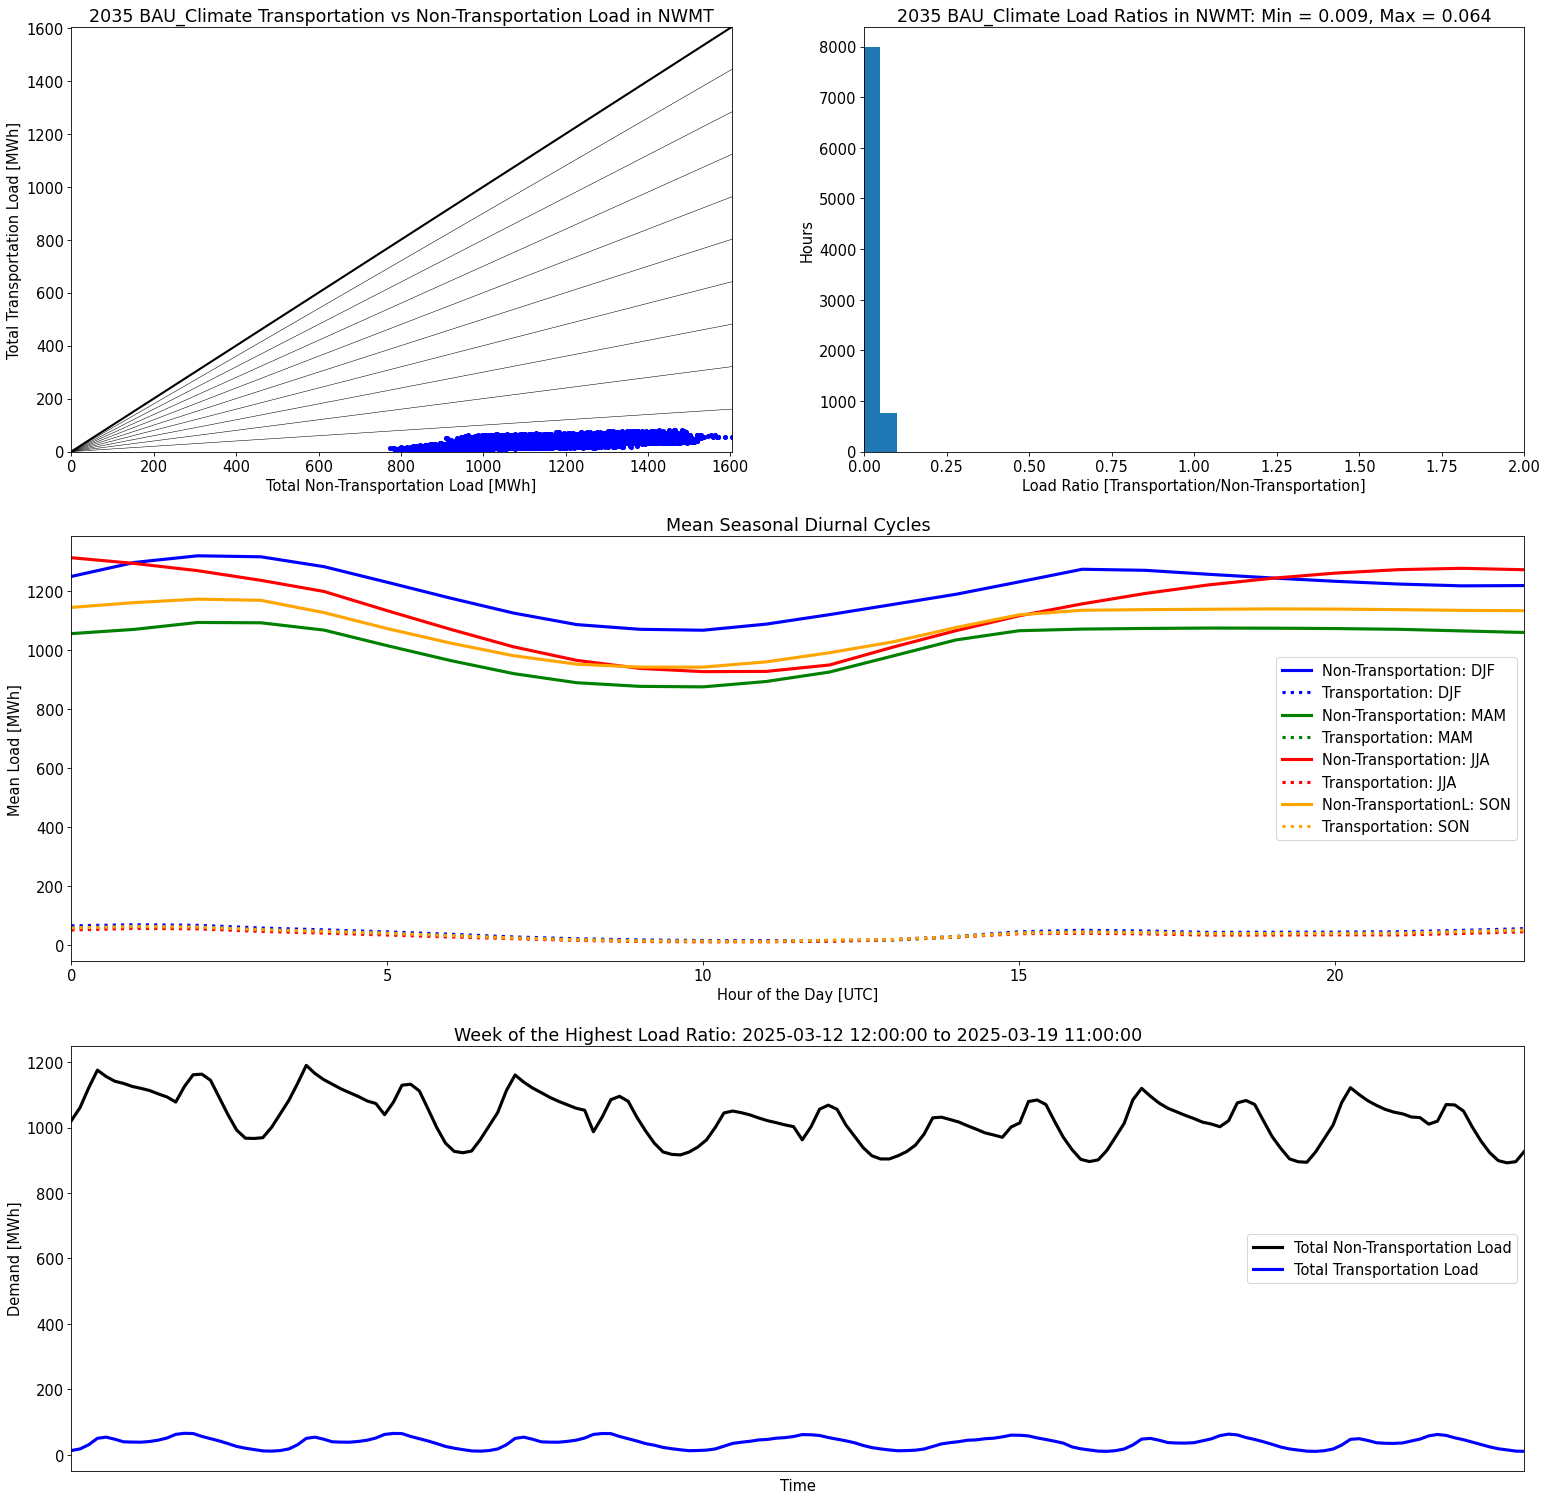 2035 BAU_Climate Transportation vs Non-Transportation Load in NWMT
1600
1400
1200
1000
800
600
400
200
0
Total Transportation Load [MWh]
0 200 400 600 800 1000 1200 1400 1600
Total Non-Transportation Load [MWh]
2035 BAU_Climate Load Ratios in NWMT: Min = 0.009, Max = 0.064
8000
7000
6000
5000
4000
3000
2000
1000
0
Hours
0.00 0.25 0.50 0.75 1.00 1.25 1.50 1.75 2.00
Load Ratio [Transportation/Non-Transportation]
Mean Seasonal Diurnal Cycles
1200
1000
800
600
400
200
0
Mean Load [MWh]
Non-Transportation: DJF
Transportation: DJF
Non-Transportation: MAM
Transportation: MAM
Non-Transportation: JJA
Transportation: JJA
Non-TransportationL: SON
Transportation: SON
0 5 10 15 20
Hour of the Day [UTC]
Week of the Highest Load Ratio: 2025-03-12 12:00:00 to 2025-03-19 11:00:00
1200
1000
800
600
400
200
0
Demand [MWh]
Total Non-Transportation Load
Total Transportation Load
Time